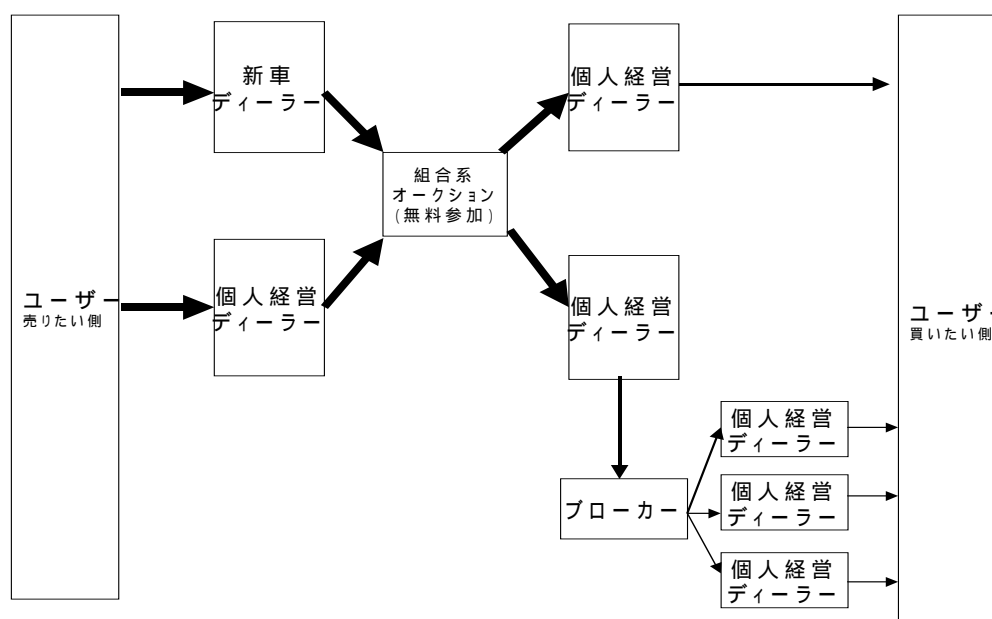 ユーザー
売りたい側
新車
ディーラー
個人経営
ディーラー
組合系
オークション
(無料参加)
個人経営
ディーラー
個人経営
ディーラー
ブローカー
個人経営
ディーラー
個人経営
ディーラー
個人経営
ディーラー
ユーザー
買いたい側